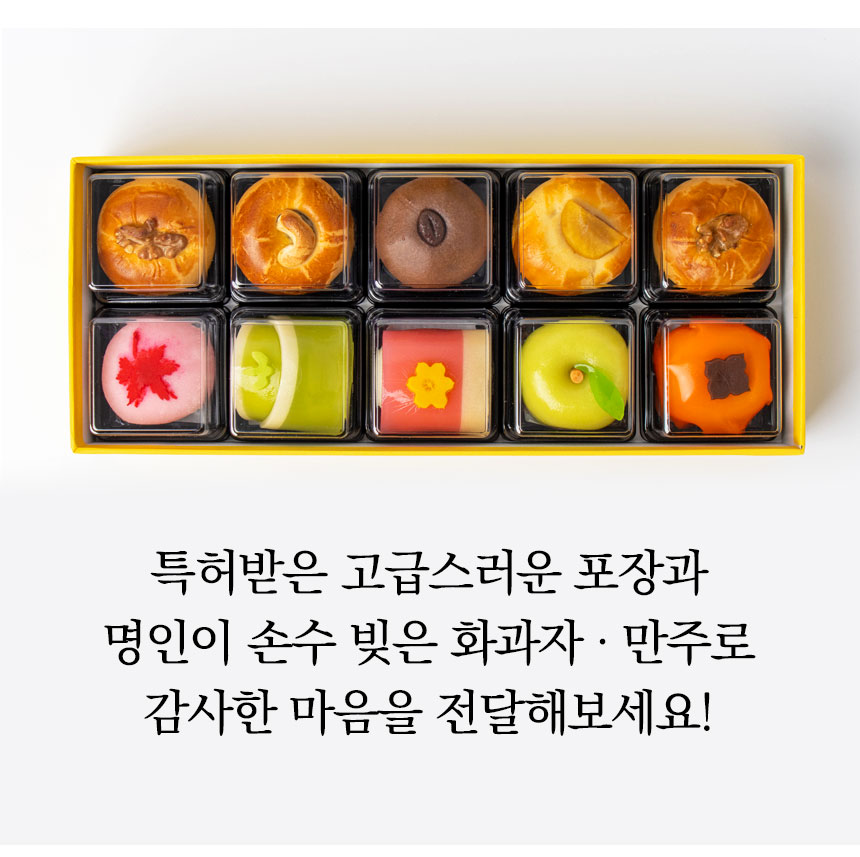 특허받은 고급스러운 포장과
명인이 손수 빚은 화과자 · 만주로
감사한 마음을 전달해보세요!